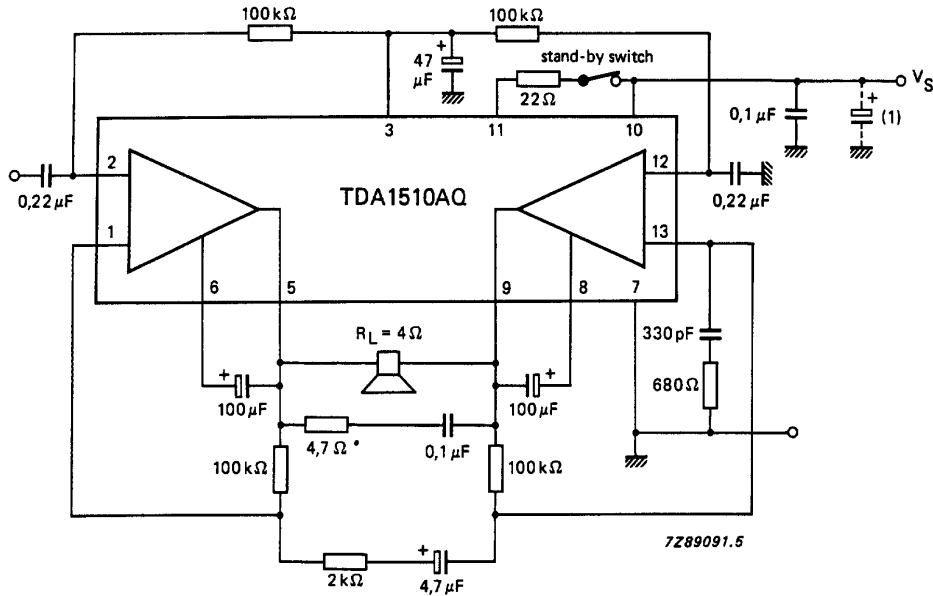 100 kΩ
100 kΩ
+
47
μF
stand-by switch
22 Ω
V_S
0,1 μF
+
(1)
3
11
10
2
12
0,22 μF
TDA1510AQ
0,22 μF
1
13
6
5
9
8
7
R_L = 4 Ω
330 pF
+
100 μF
+
100 μF
680 Ω
4,7 Ω *
0,1 μF
100 kΩ
100 kΩ
+
2 kΩ
4,7 μF
7Z89091.5